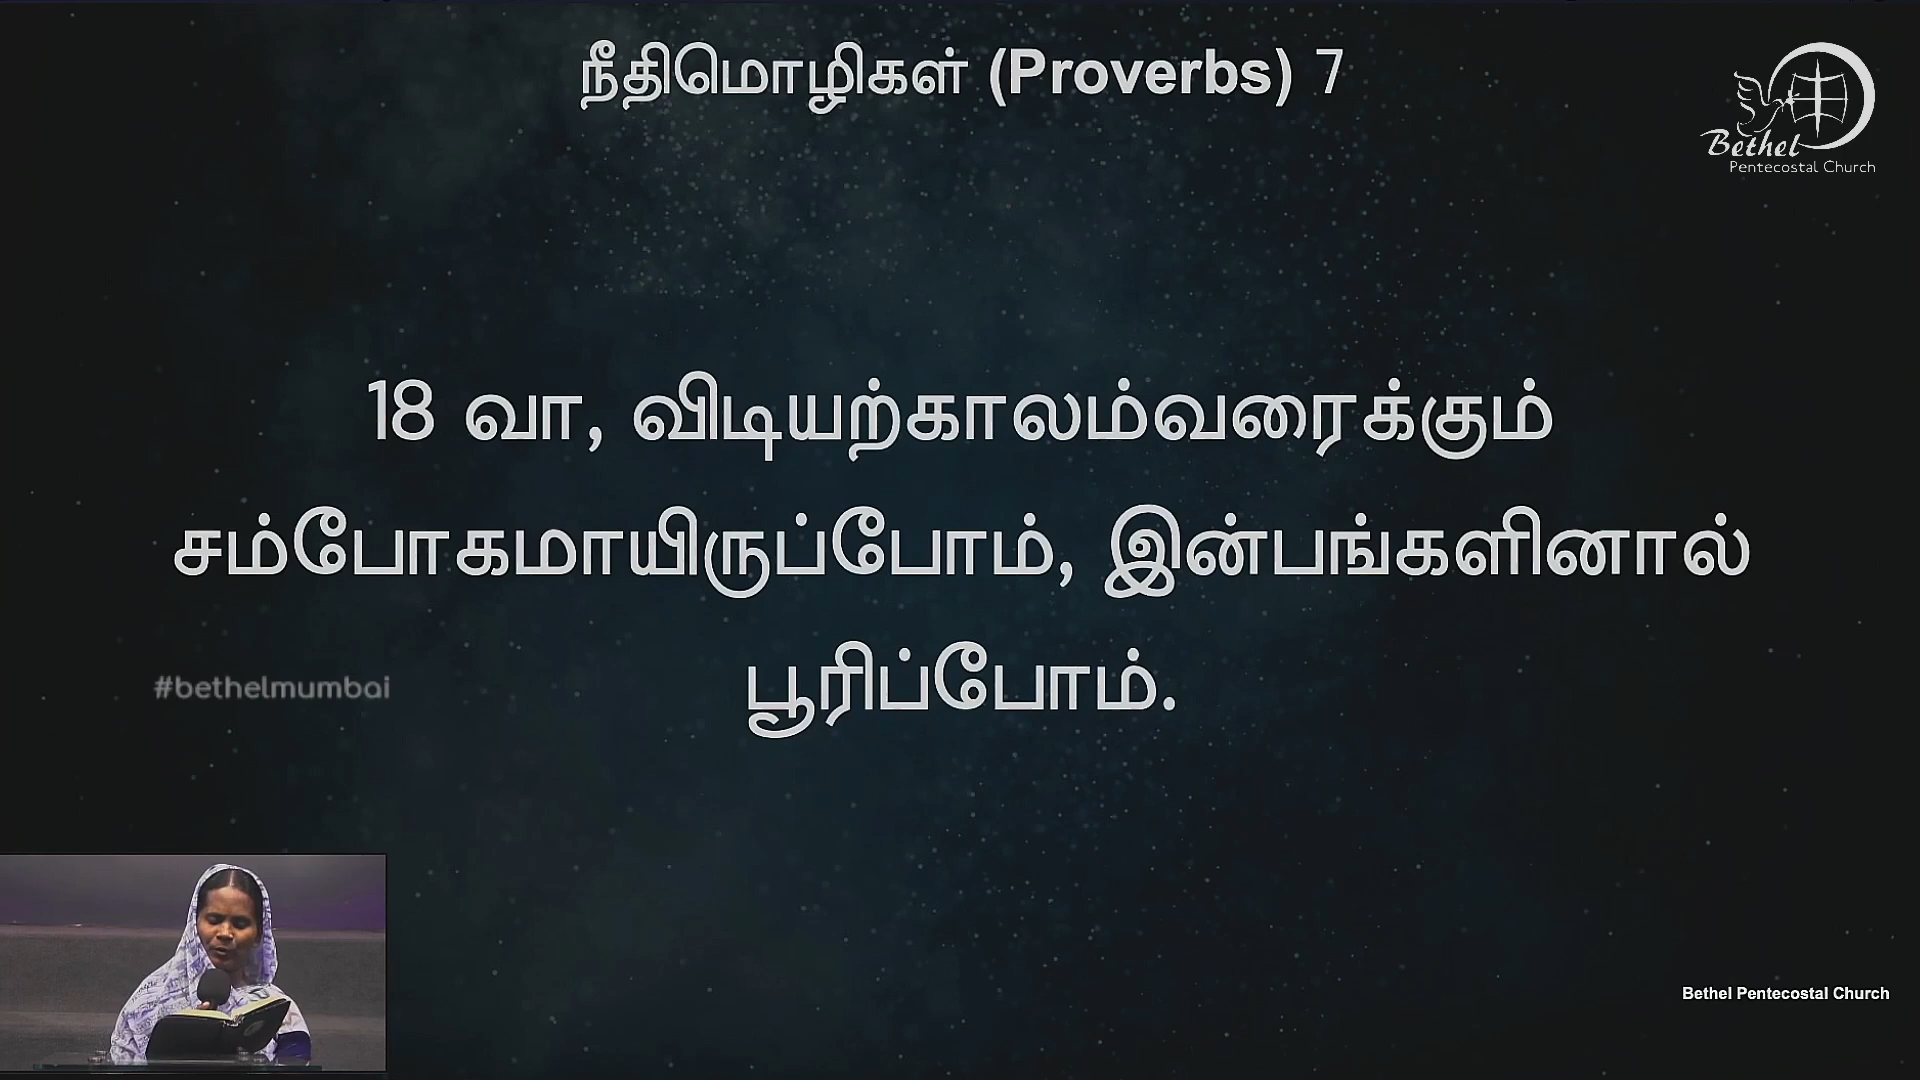 நீதிமொழிகள் (Proverbs) 7
Bethel
Pentecostal Church
18 வா, விடியற்காலம்வரைக்கும்
சம்போகமாயிருப்போம், இன்பங்களினால்
பூரிப்போம்.
#bethelmumbai
Bethel Pentecostal Church